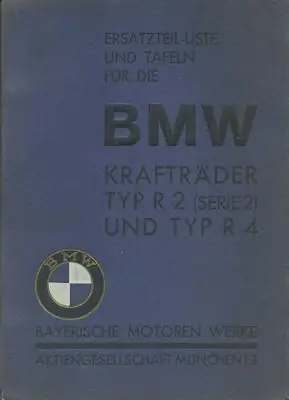 ERSATZTEIL-LISTE
UND TAFELN
FÜR DIE
BMW
KRAFTRÄDER
TYP R 2 (SERIE 2)
UND TYP R 4
BMW
BAYERISCHE MOTOREN WERKE
AKTIENGESELLSCHAFT MÜNCHEN 13